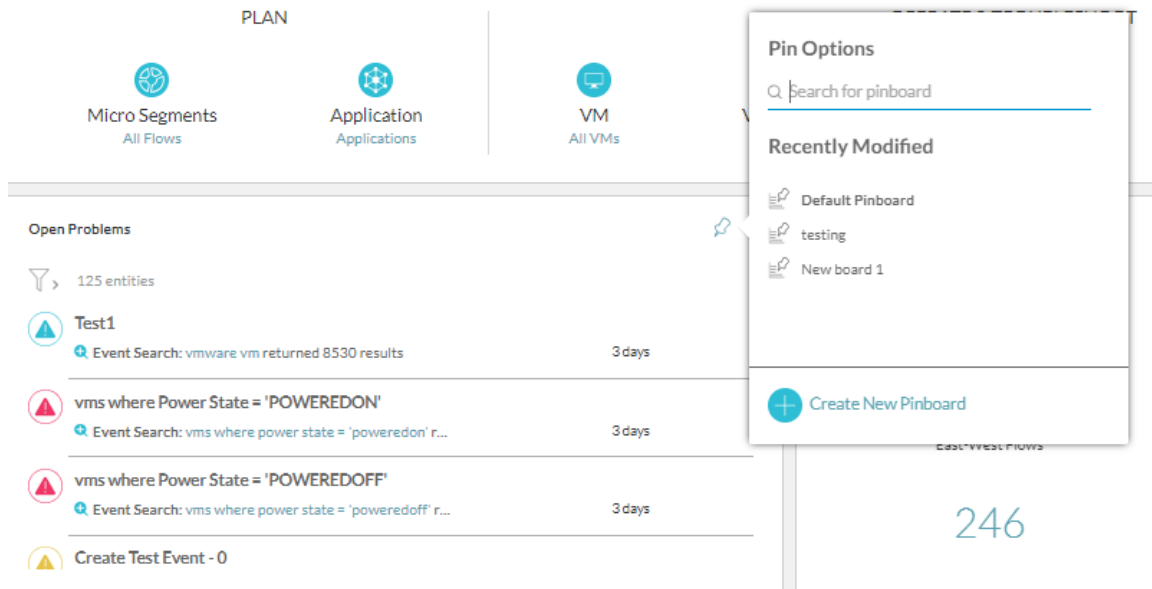 PLAN
Micro Segments
All Flows
Application
Applications
VM
All VMs
Pin Options
Search for pinboard
Recently Modified
Default Pinboard
testing
New board 1
Create New Pinboard
Open Problems
125 entities
Test1
Event Search: vmware vm returned 8530 results
3 days
vms where Power State = 'POWEREDON'
Event Search: vms where power state = 'poweredon' r...
3 days
vms where Power State = 'POWEREDOFF'
Event Search: vms where power state = 'poweredoff' r...
3 days
Create Test Event - 0
East-West Flows
246